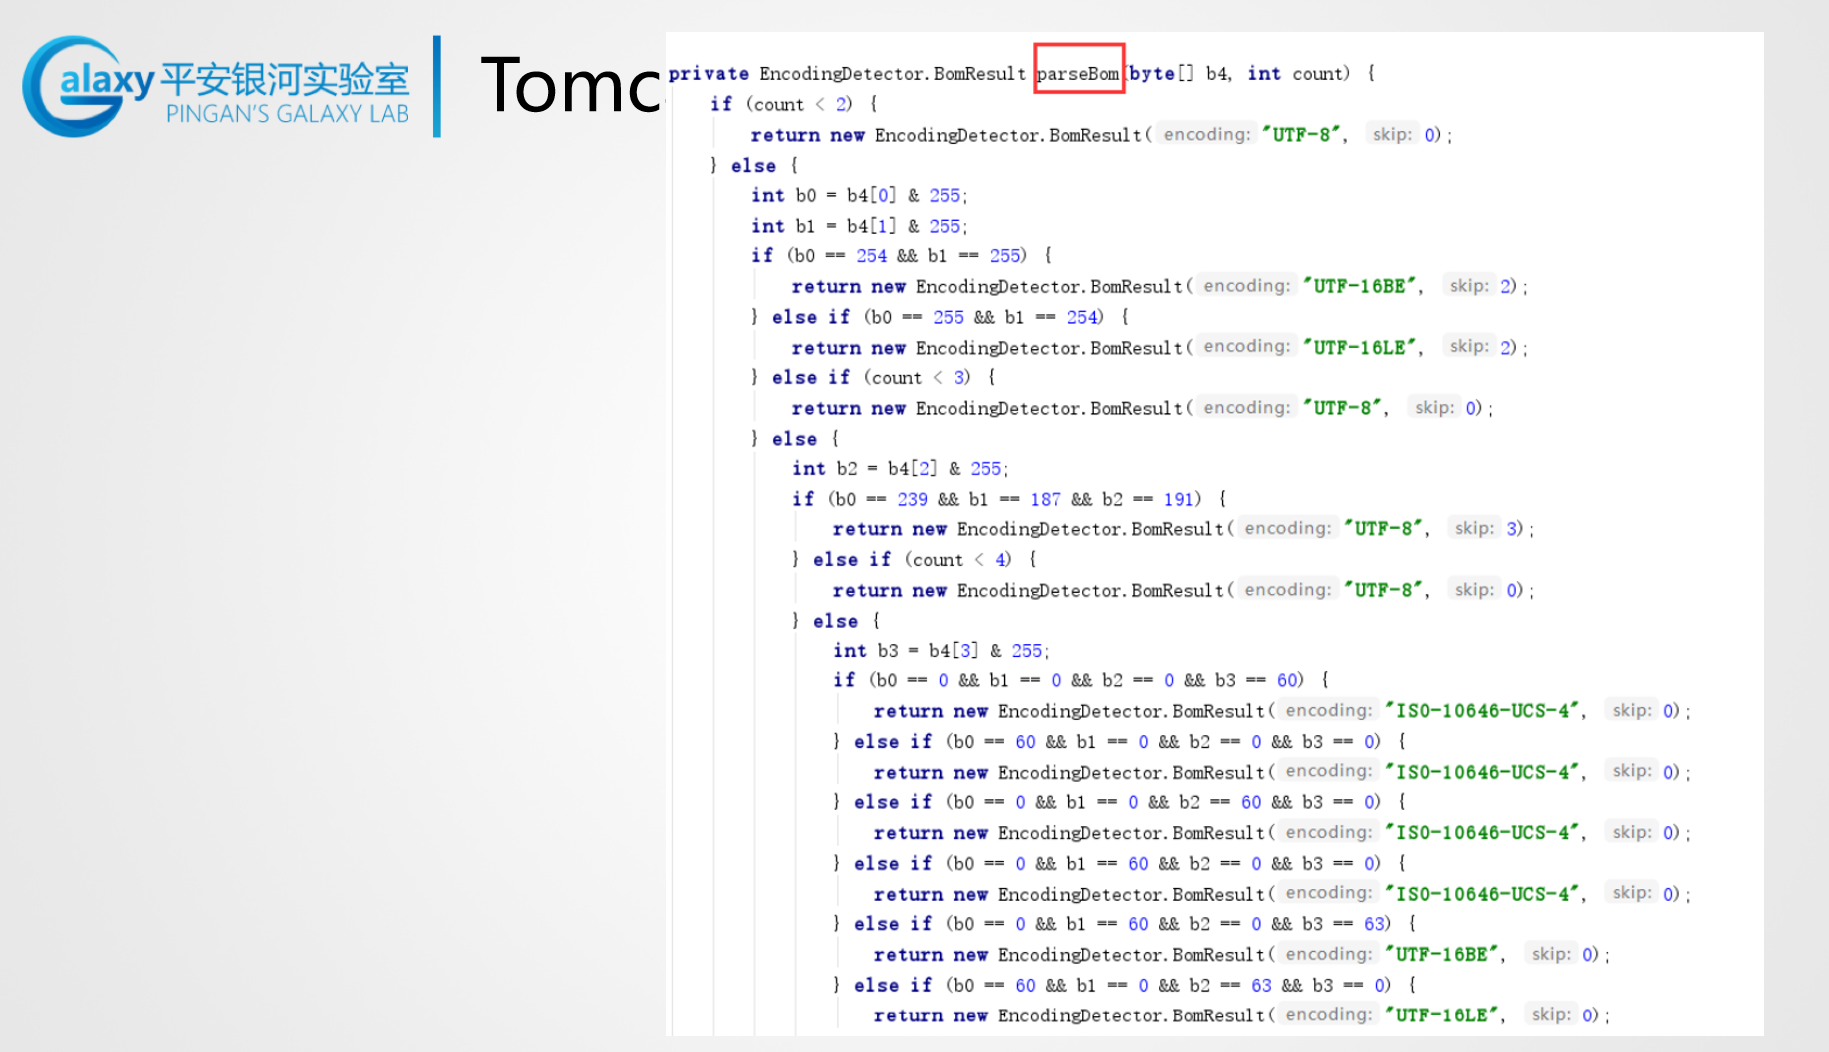 Galaxy 平安银河实验室
PINGAN'S GALAXY LAB
Tomc
private EncodingDetector.BomResult parseBom(byte[] b4, int count) {
if (count < 2) {
return new EncodingDetector.BomResult( encoding: "UTF-8", skip: 0);
} else {
int b0 = b4[0] & 255;
int b1 = b4[1] & 255;
if (b0 == 254 && b1 == 255) {
return new EncodingDetector.BomResult( encoding: "UTF-16BE", skip: 2);
} else if (b0 == 255 && b1 == 254) {
return new EncodingDetector.BomResult( encoding: "UTF-16LE", skip: 2);
} else if (count < 3) {
return new EncodingDetector.BomResult( encoding: "UTF-8", skip: 0);
} else {
int b2 = b4[2] & 255;
if (b0 == 239 && b1 == 187 && b2 == 191) {
return new EncodingDetector.BomResult( encoding: "UTF-8", skip: 3);
} else if (count < 4) {
return new EncodingDetector.BomResult( encoding: "UTF-8", skip: 0);
} else {
int b3 = b4[3] & 255;
if (b0 == 0 && b1 == 0 && b2 == 0 && b3 == 60) {
return new EncodingDetector.BomResult( encoding: "ISO-10646-UCS-4", skip: 0);
} else if (b0 == 60 && b1 == 0 && b2 == 0 && b3 == 0) {
return new EncodingDetector.BomResult( encoding: "ISO-10646-UCS-4", skip: 0);
} else if (b0 == 0 && b1 == 0 && b2 == 60 && b3 == 0) {
return new EncodingDetector.BomResult( encoding: "ISO-10646-UCS-4", skip: 0);
} else if (b0 == 0 && b1 == 60 && b2 == 0 && b3 == 0) {
return new EncodingDetector.BomResult( encoding: "ISO-10646-UCS-4", skip: 0);
} else if (b0 == 0 && b1 == 60 && b2 == 0 && b3 == 63) {
return new EncodingDetector.BomResult( encoding: "UTF-16BE", skip: 0);
} else if (b0 == 60 && b1 == 0 && b2 == 63 && b3 == 0) {
return new EncodingDetector.BomResult( encoding: "UTF-16LE", skip: 0);